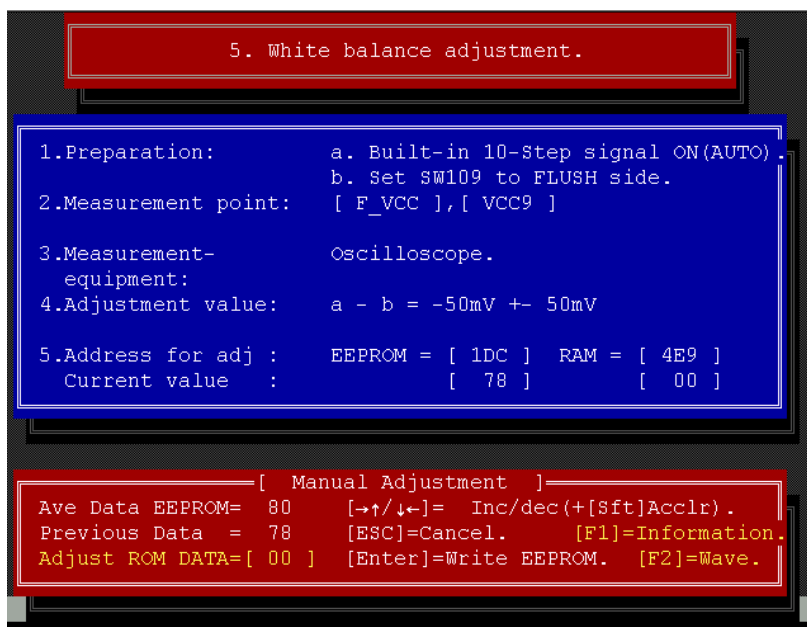 5. White balance adjustment.
1.Preparation: a. Built-in 10-Step signal ON(AUTO).
b. Set SW109 to FLUSH side.
2.Measurement point: [ F_VCC ],[ VCC9 ]
3.Measurement- Oscilloscope.
equipment:
4.Adjustment value: a - b = -50mV +- 50mV
5.Address for adj : EEPROM = [ 1DC ] RAM = [ 4E9 ]
Current value : [ 78 ] [ 00 ]
[ Manual Adjustment ]
Ave Data EEPROM= 80 [→↑/↓←]= Inc/dec(+[Sft]Acclr).
Previous Data = 78 [ESC]=Cancel. [F1]=Information.
Adjust ROM DATA=[ 00 ] [Enter]=Write EEPROM. [F2]=Wave.